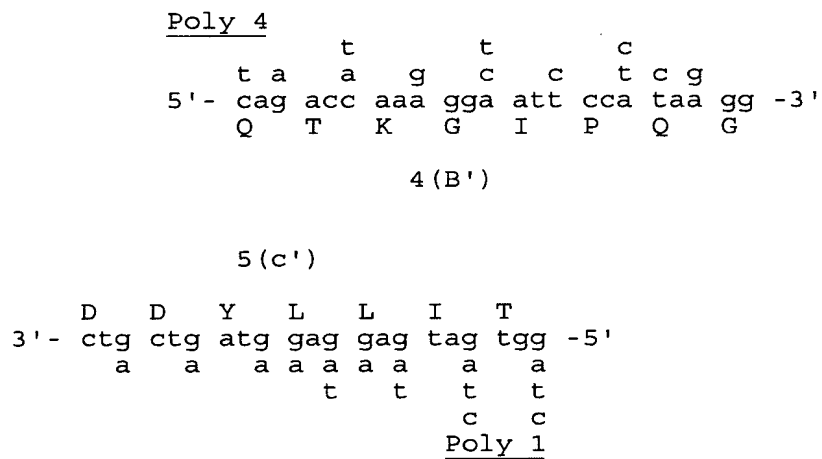 Poly 4
t t c
t a a g c c t c g
5'- cag acc aaa gga att cca taa gg -3'
Q T K G I P Q G
4(B')
5(c')
D D Y L L I T
3'- ctg ctg atg gag gag tag tgg -5'
a a a a a a a a a
t t t t
c c
Poly 1